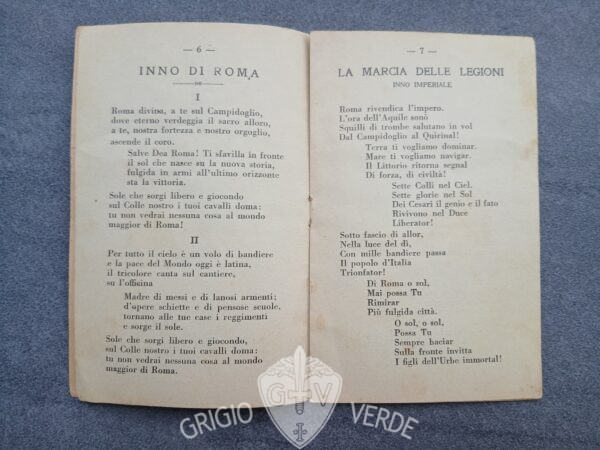 — 6 —
INNO DI ROMA
I
Roma divina, a te sul Campidoglio,
dove eterno verdeggia il sacro alloro,
a te, nostra fortezza e nostro orgoglio,
ascende il coro.
Salve Dea Roma! Ti sfavilla in fronte
il sol che nasce su la nuova storia,
fulgida in armi all'ultimo orizzonte
sta la vittoria.
Sole che sorgi libero e giocondo
sul Colle nostro i tuoi cavalli doma:
tu non vedrai nessuna cosa al mondo
maggior di Roma!
II
Per tutto il cielo è un volo di bandiere
e la pace del Mondo oggi è latina,
il tricolore canta sul cantiere,
su l'officina
Madre di messi e di lanosi armenti;
d'opere schiette e di pensose scuole,
tornano alle tue case i reggimenti
e sorge il sole.
Sole che sorgi libero e giocondo,
sul Colle nostro i tuoi cavalli doma:
tu non vedrai nessuna cosa al mondo
maggior di Roma.
— 7 —
LA MARCIA DELLE LEGIONI
INNO IMPERIALE
Roma rivendica l'impero.
L'ora dell'Aquile sonò
Squilli di trombe salutano in vol
Dal Campidoglio al Quirinal!
Terra ti vogliamo dominar.
Mare ti vogliamo navigar.
Il Littorio ritorna segnal
Di forza, di civiltà!
Sette Colli nel Ciel.
Sette glorie nel Sol
Dei Cesari il genio e il fato
Rivivono nel Duce
Liberator!
Sotto fascio di allor,
Nella luce del dì,
Con mille bandiere passa
Il popolo d'Italia
Trionfator!
Di Roma o sol,
Mai possa Tu
Rimirar
Più fulgida città.
O sol, o sol,
Possa Tu
Sempre baciar
Sulla fronte invitta
I figli dell'Urbe immortal!
GTV
GRIGIO VERDE